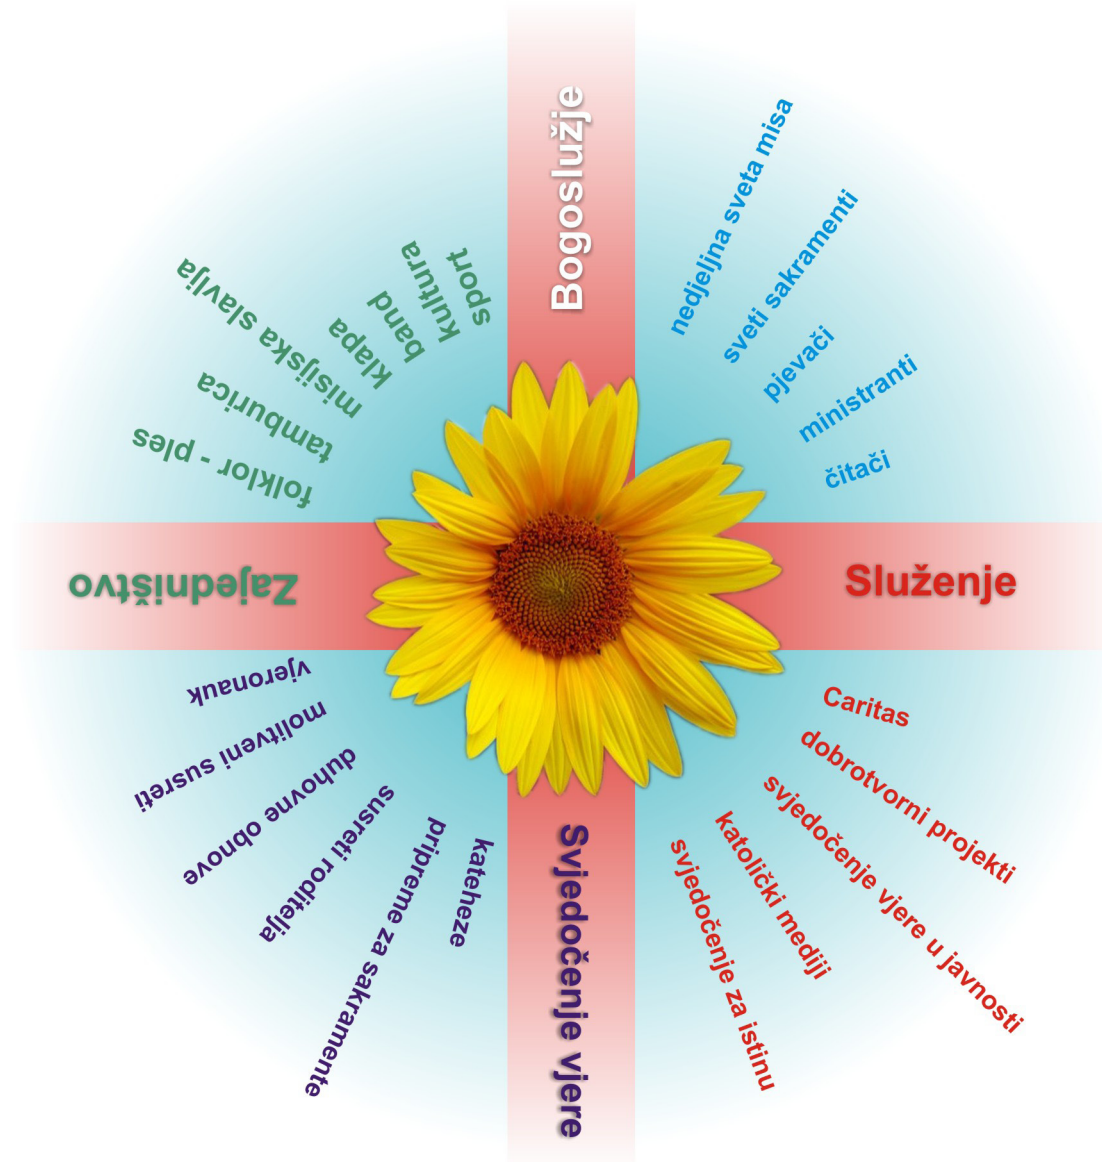 Bogoslužje
nedjeljna sveta misa
sveti sakramenti
pjevači
ministranti
čitači
Služenje
Caritas
dobrotvorni projekti
svjedočenje vjere u javnosti
katolički mediji
svjedočenje za istinu
Svjedočenje vjere
kateheze
pripreme za sakramente
susreti roditelja
duhovne obnove
molitveni susreti
vjeronauk
Zajedništvo
folklor - ples
tamburica
misijska slavlja
klapa
band
kultura
sport